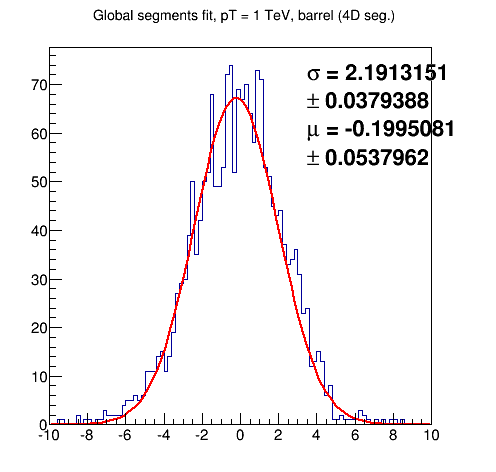 Global segments fit, pT = 1 TeV, barrel (4D seg.)
σ = 2.1913151
± 0.0379388
μ = -0.1995081
± 0.0537962
70
60
50
40
30
20
10
0
-10 -8 -6 -4 -2 0 2 4 6 8 10